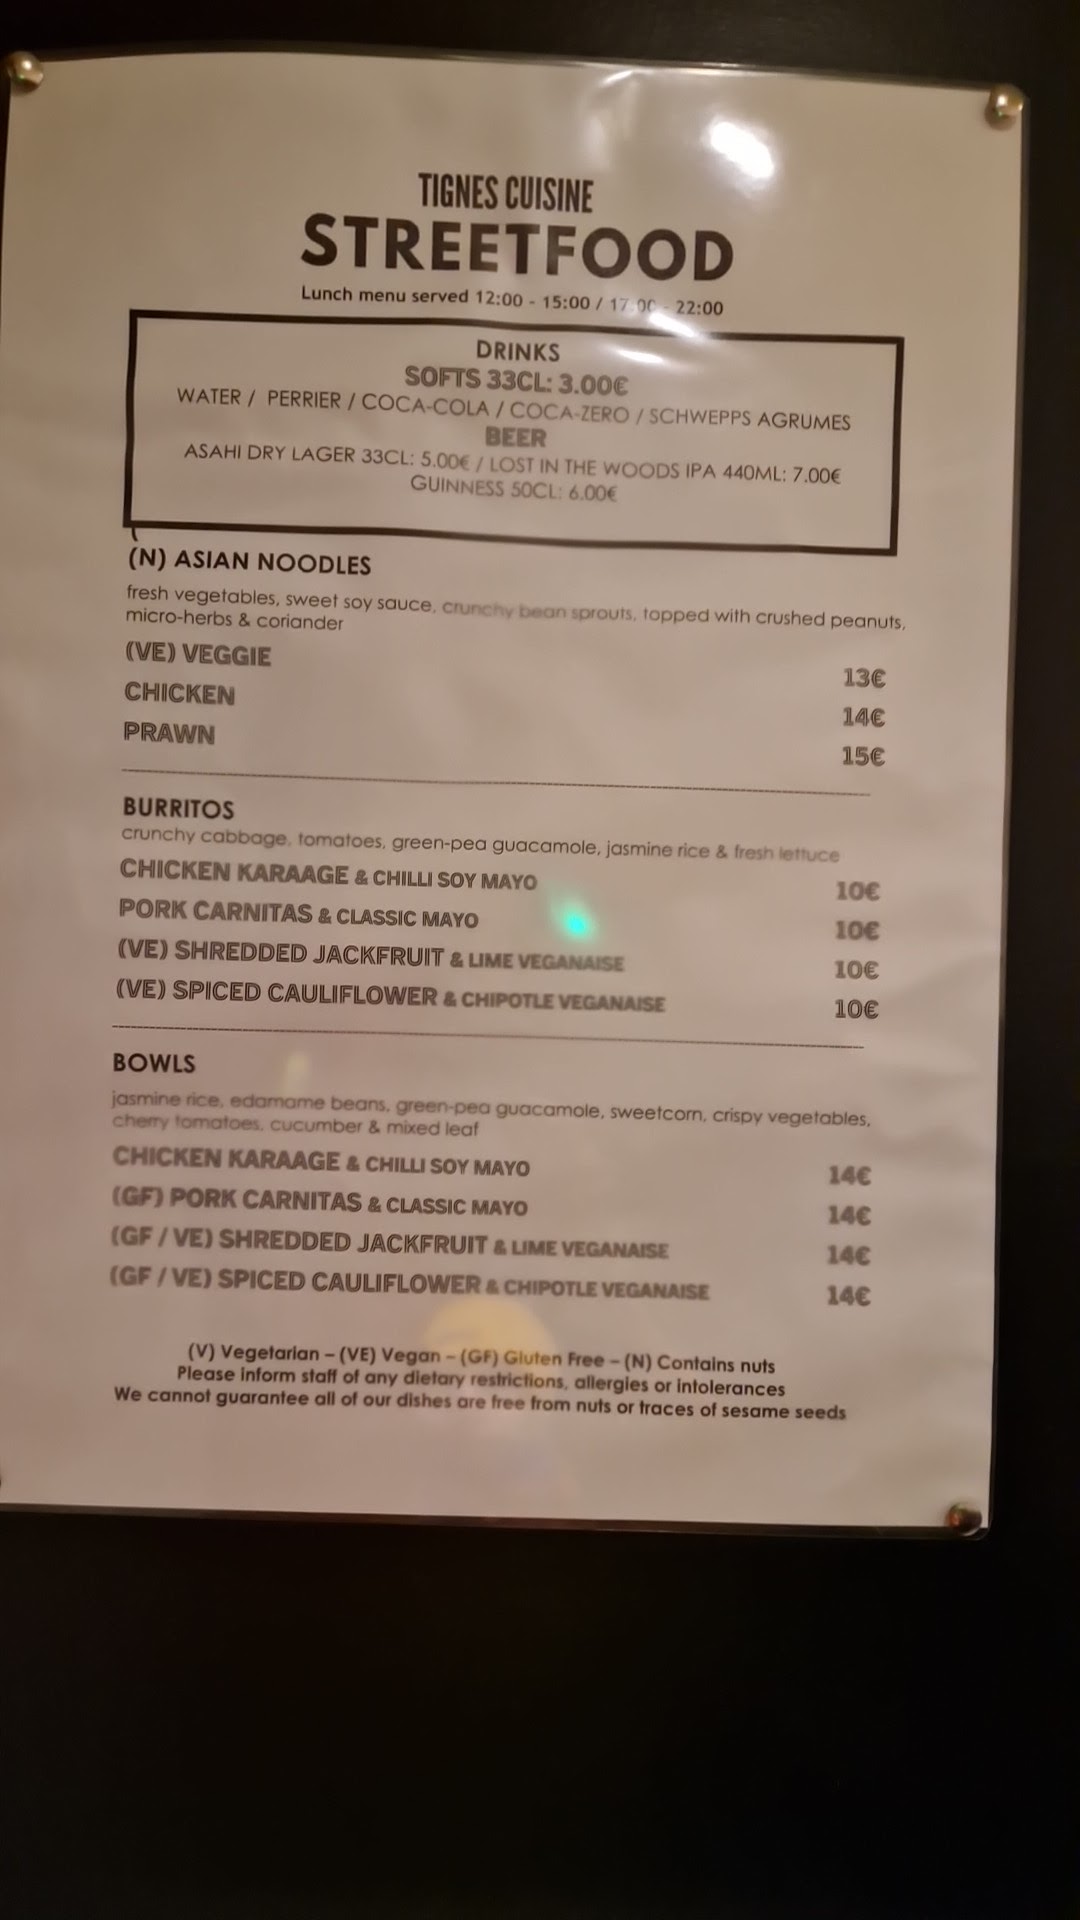 TIGNES CUISINE
STREETFOOD
Lunch menu served 12:00 - 15:00 / 17:00 - 22:00
DRINKS
SOFTS 33CL: 3.00€
WATER / PERRIER / COCA-COLA / COCA-ZERO / SCHWEPPS AGRUMES
BEER
ASAHI DRY LAGER 33CL: 5.00€ / LOST IN THE WOODS IPA 440ML: 7.00€
GUINNESS 50CL: 6.00€
(N) ASIAN NOODLES
fresh vegetables, sweet soy sauce, crunchy bean sprouts, topped with crushed peanuts,
micro-herbs & coriander
(VE) VEGGIE 13€
CHICKEN 14€
PRAWN 15€
BURRITOS
crunchy cabbage, tomatoes, green-pea guacamole, jasmine rice & fresh lettuce
CHICKEN KARAAGE & CHILLI SOY MAYO 10€
PORK CARNITAS & CLASSIC MAYO 10€
(VE) SHREDDED JACKFRUIT & LIME VEGANAISE 10€
(VE) SPICED CAULIFLOWER & CHIPOTLE VEGANAISE 10€
BOWLS
jasmine rice, edamame beans, green-pea guacamole, sweetcorn, crispy vegetables,
cherry tomatoes, cucumber & mixed leaf
CHICKEN KARAAGE & CHILLI SOY MAYO 14€
(GF) PORK CARNITAS & CLASSIC MAYO 14€
(GF / VE) SHREDDED JACKFRUIT & LIME VEGANAISE 14€
(GF / VE) SPICED CAULIFLOWER & CHIPOTLE VEGANAISE 14€
(V) Vegetarian – (VE) Vegan – (GF) Gluten Free – (N) Contains nuts
Please inform staff of any dietary restrictions, allergies or intolerances
We cannot guarantee all of our dishes are free from nuts or traces of sesame seeds